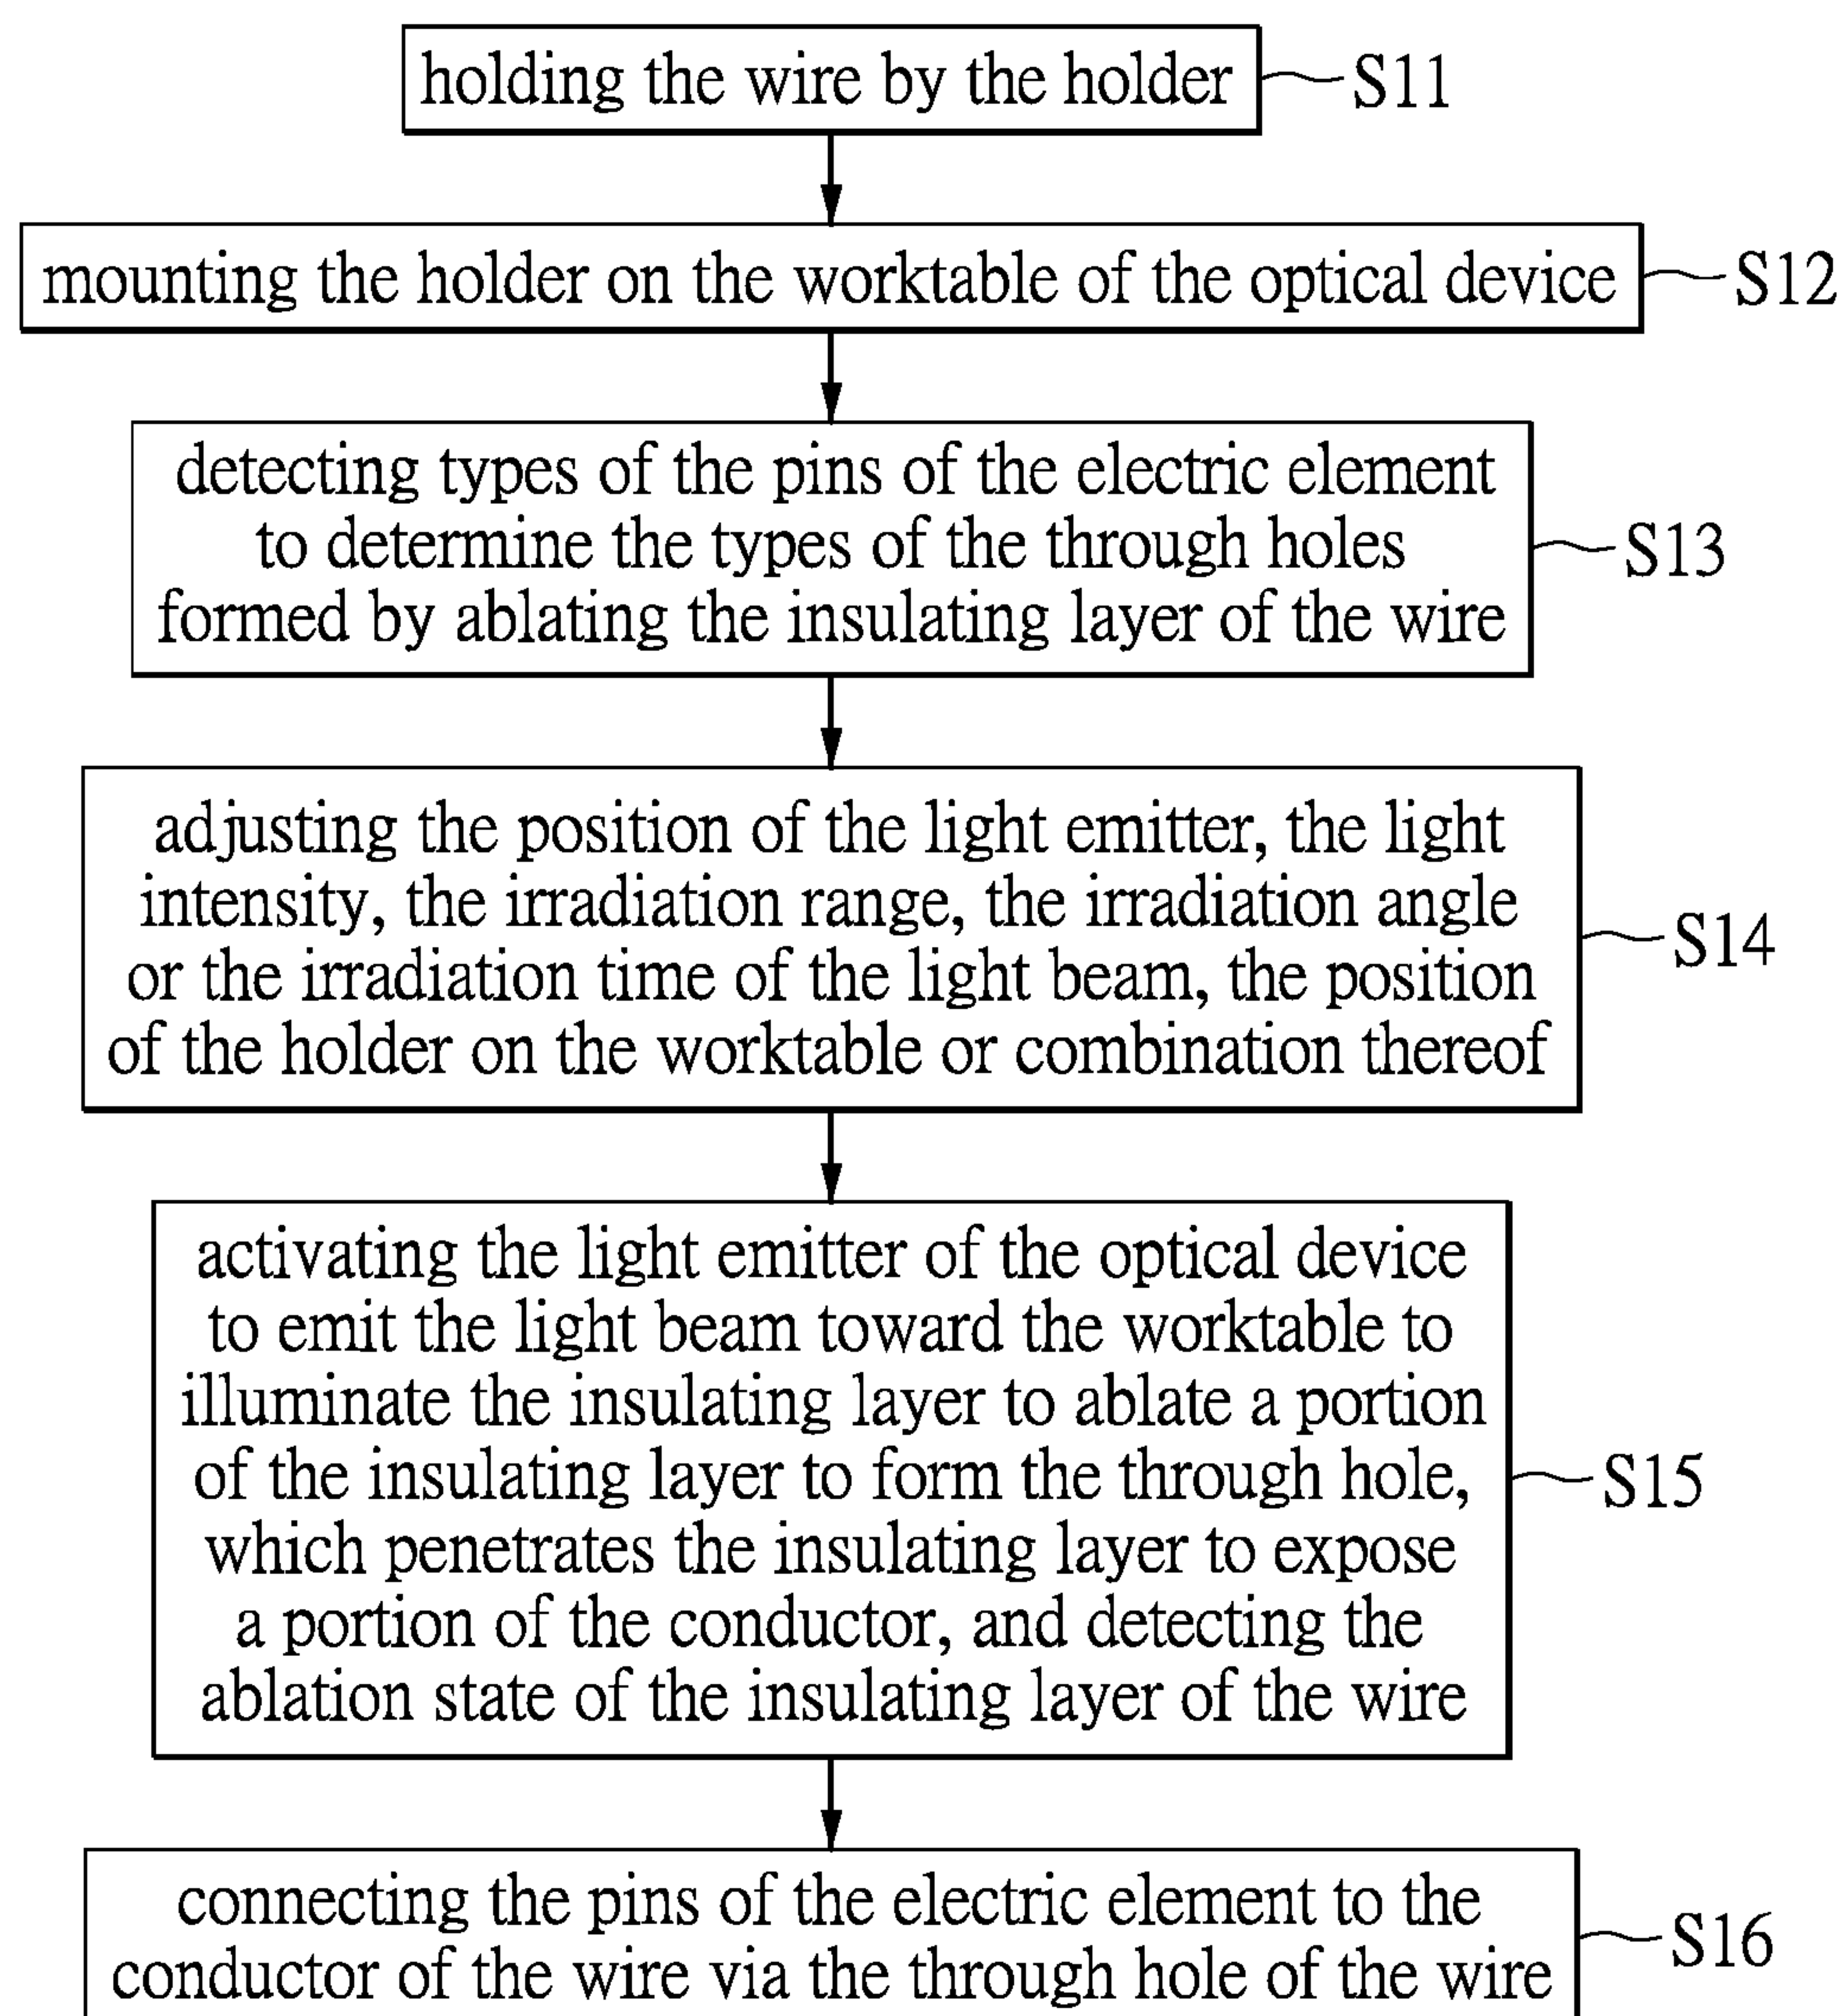 holding the wire by the holder
S11
mounting the holder on the worktable of the optical device
S12
detecting types of the pins of the electric element
to determine the types of the through holes
formed by ablating the insulating layer of the wire
S13
adjusting the position of the light emitter, the light
intensity, the irradiation range, the irradiation angle
or the irradiation time of the light beam, the position
of the holder on the worktable or combination thereof
S14
activating the light emitter of the optical device
to emit the light beam toward the worktable to
illuminate the insulating layer to ablate a portion
of the insulating layer to form the through hole,
which penetrates the insulating layer to expose
a portion of the conductor, and detecting the
ablation state of the insulating layer of the wire
S15
connecting the pins of the electric element to the
conductor of the wire via the through hole of the wire
S16